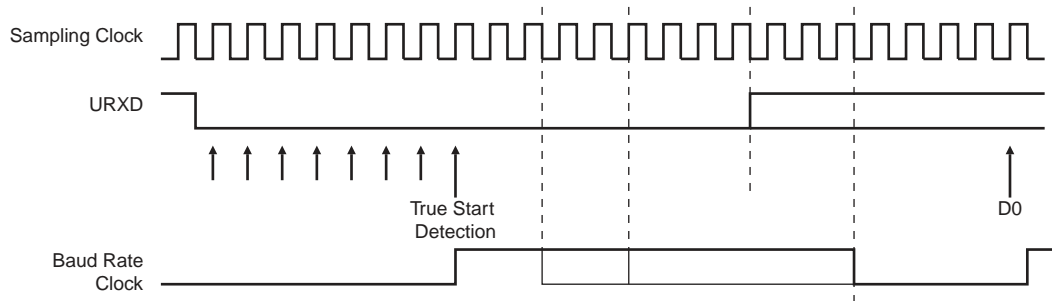 Sampling Clock
URXD
True Start
Detection
D0
Baud Rate
Clock